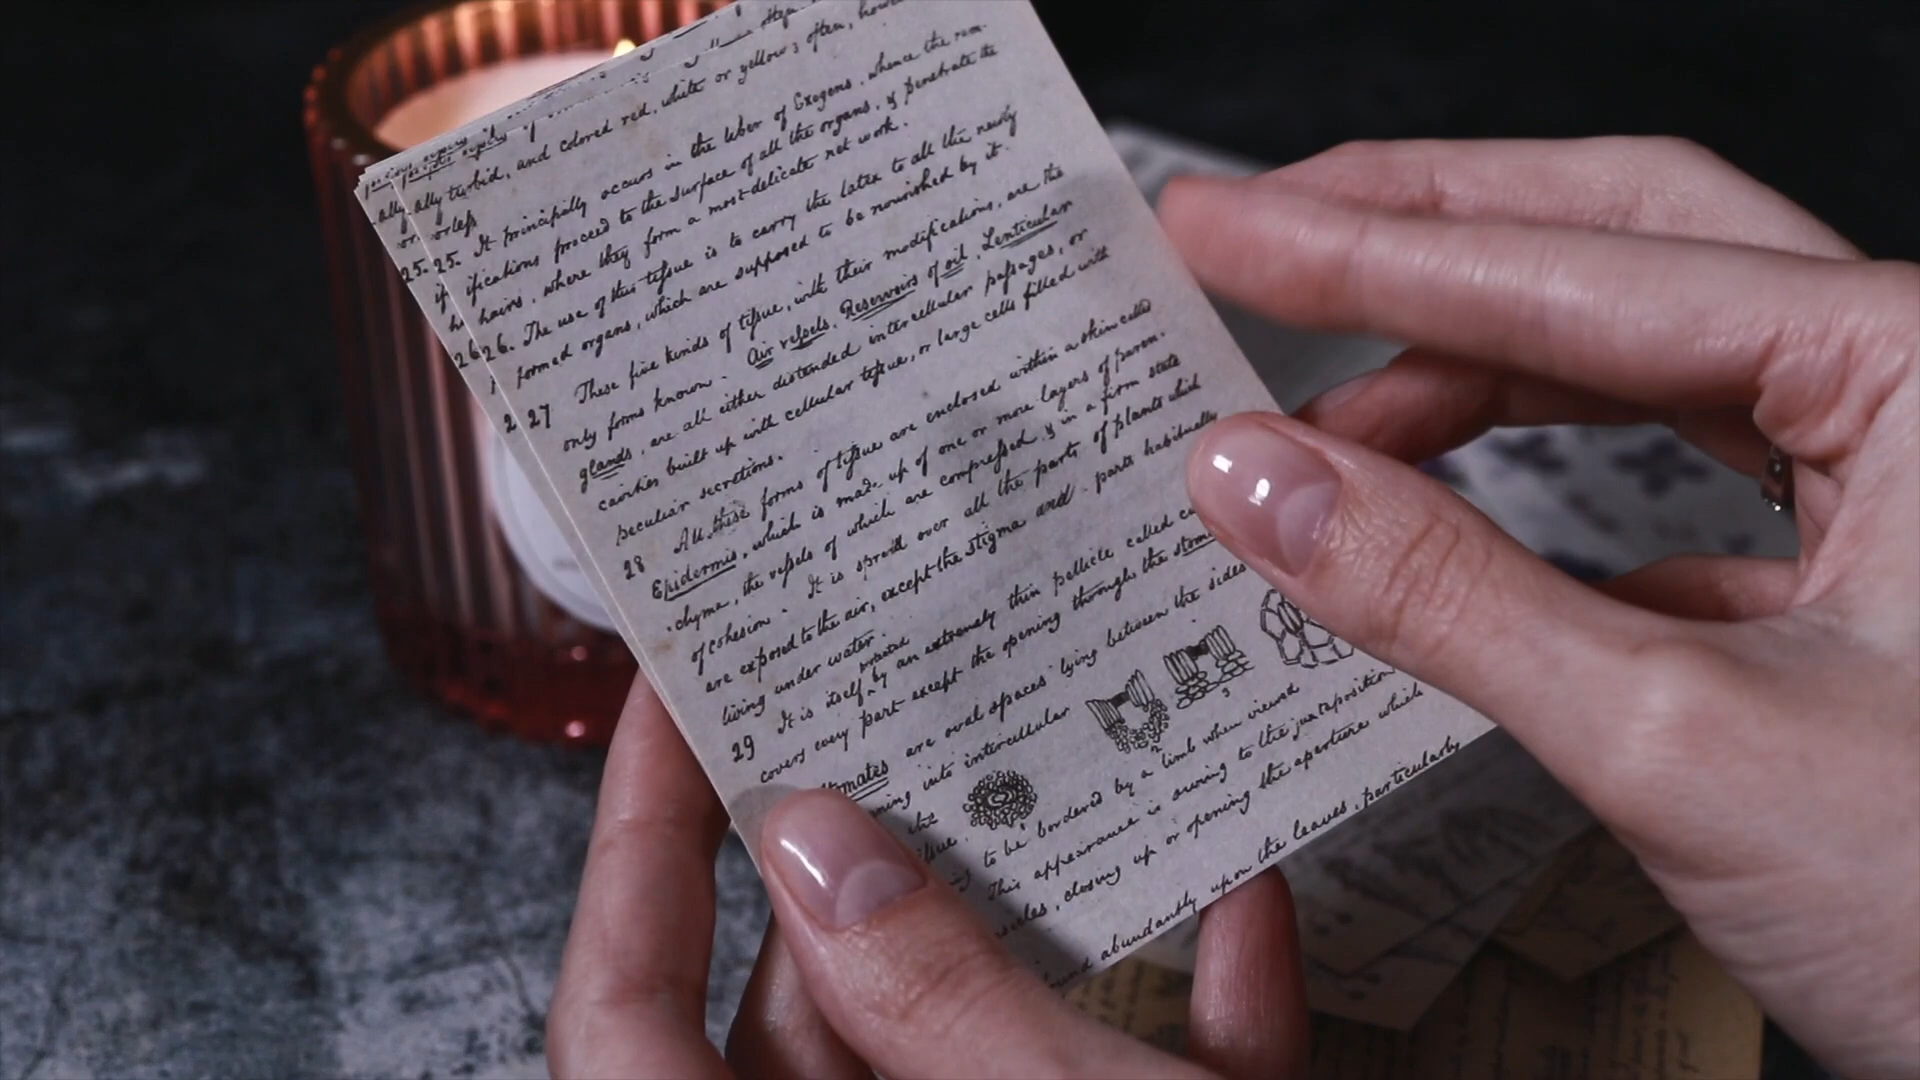 ally turbid, and colored red, white or yellow; often, howe
orless
25. It principally occurs in the liber of Exogens, whence the ram-
ifications proceed to the surface of all the organs, & penetrate the
hairs, where they form a most delicate net work.
26. The use of this tissue is to carry the latex to all the newly
formed organs, which are supposed to be nourished by it.
27 These five kinds of tissue, with their modifications, are the
only forms known. Air vessels, Reservoirs of oil, Lenticular
glands, are all either distended intercellular passages, or
cavities built up with cellular tissue, or large cells filled with
peculiar secretions.
28 All these forms of tissue are enclosed within a skin called
Epidermis, which is made up of one or more layers of paren-
chyma, the vessels of which are compressed & in a firm state
of cohesion. It is spread over all the parts of plants which
are exposed to the air, except the stigma and parts habitually
living under water.
29 It is itself protected by an extremely thin pellicle called
covers every part except the opening through the
are oval spaces lying between the sides
into intercellular
the
to be bordered by a limb when viewed
This appearance is owing to the juxtaposition
closing up or opening the aperture which
abundantly upon the leaves, particularly